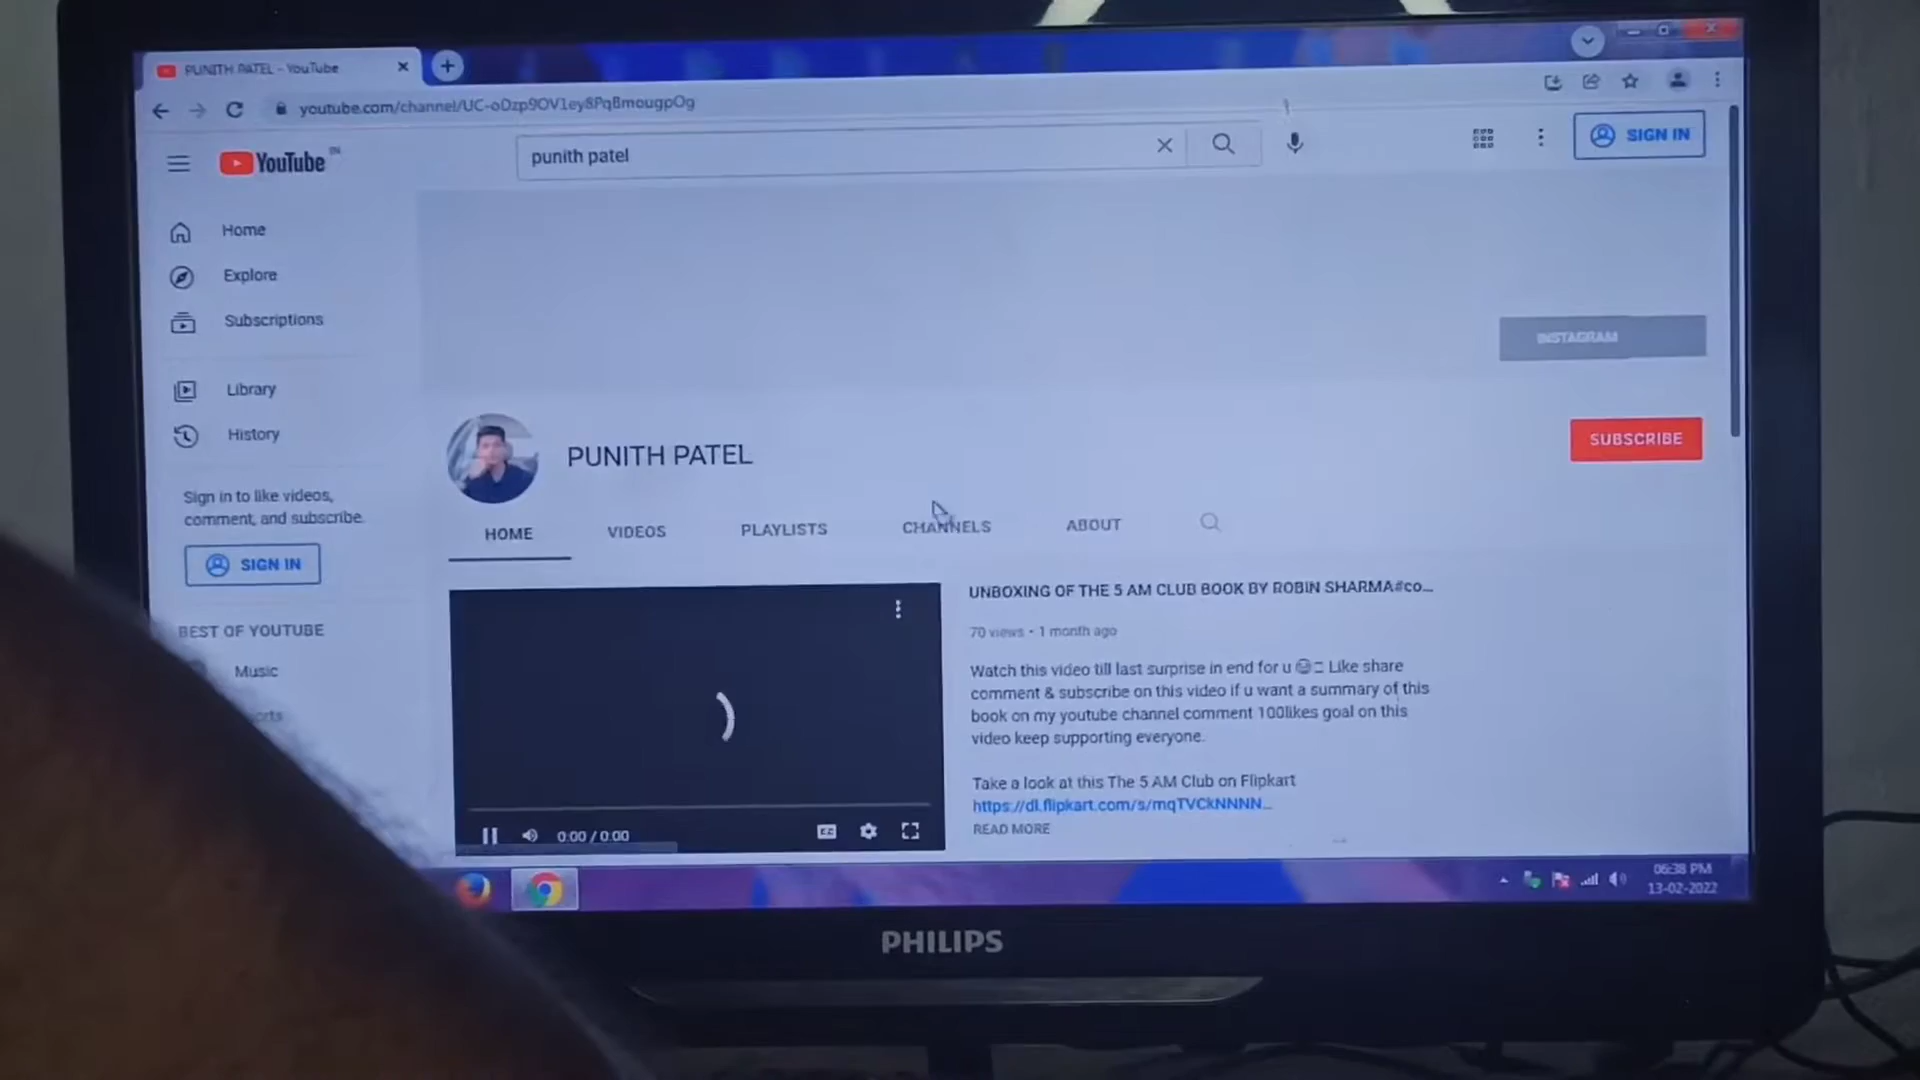 PUNITH PATEL - YouTube
youtube.com/channel/UC-oDzp9OV1ey8PqBmougpOg
YouTube IN
punith patel
SIGN IN
Home
Explore
Subscriptions
Library
History
Sign in to like videos,
comment, and subscribe.
SIGN IN
BEST OF YOUTUBE
Music
INSTAGRAM
PUNITH PATEL
SUBSCRIBE
HOME VIDEOS PLAYLISTS CHANNELS ABOUT
0:00 / 0:00
UNBOXING OF THE 5 AM CLUB BOOK BY ROBIN SHARMA#co...
70 views • 1 month ago
Watch this video till last surprise in end for u Like share
comment & subscribe on this video if u want a summary of this
book on my youtube channel comment 100likes goal on this
video keep supporting everyone.
Take a look at this The 5 AM Club on Flipkart
https://dl.flipkart.com/s/mqTVCkNNNN...
READ MORE
06:38 PM
13-02-2022
PHILIPS